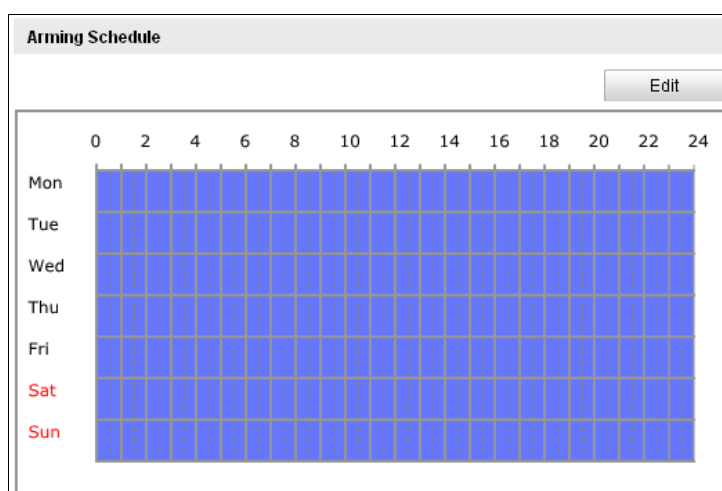 Arming Schedule
Edit
0 2 4 6 8 10 12 14 16 18 20 22 24
Mon
Tue
Wed
Thu
Fri
Sat
Sun